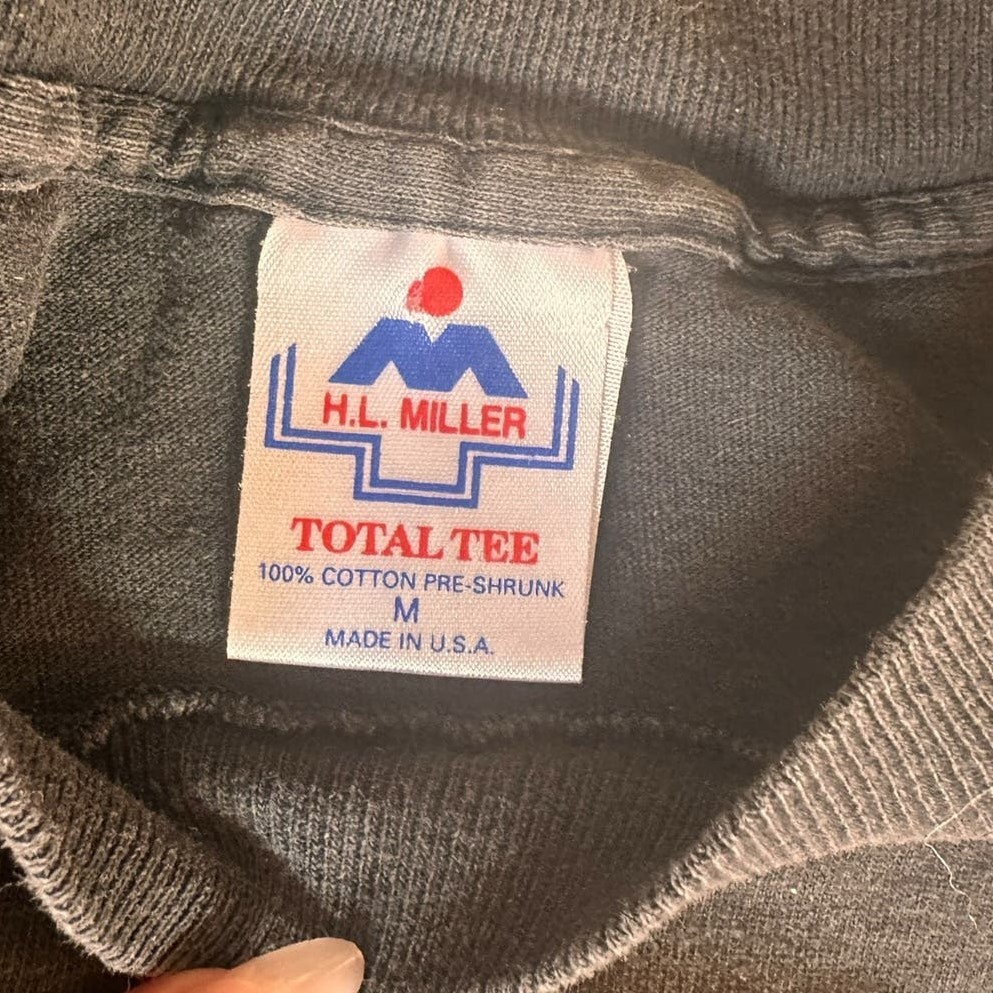 H.L. MILLER
TOTAL TEE
100% COTTON PRE-SHRUNK
M
MADE IN U.S.A.